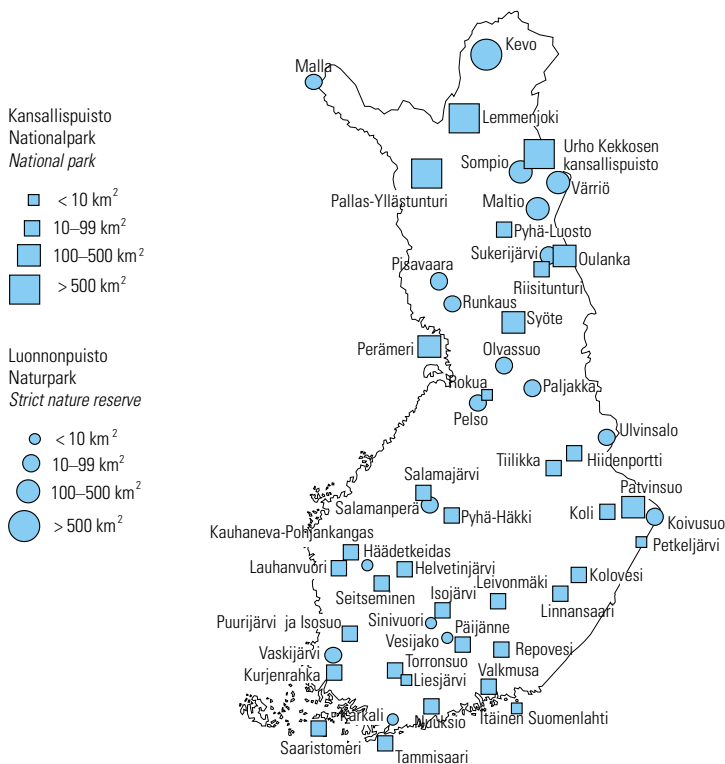 Kansallispuisto
Nationalpark
National park
< 10 km²
10–99 km²
100–500 km²
> 500 km²
Luonnonpuisto
Naturpark
Strict nature reserve
< 10 km²
10–99 km²
100–500 km²
> 500 km²
Kevo
Malla
Lemmenjoki
Urho Kekkosen
kansallispuisto
Sompio
Värriö
Pallas-Yllästunturi
Maltio
Pyhä-Luosto
Sukerijärvi
Oulanka
Pisavaara
Riisitunturi
Runkaus
Syöte
Perämeri
Olvassuo
Rokua
Paljakka
Pelso
Ulvinsalo
Tiilikka
Hiidenportti
Salamajärvi
Patvinsuo
Salamanperä
Pyhä-Häkki
Koli
Koivusuo
Kauhaneva-Pohjankangas
Petkeljärvi
Häädetkeidas
Lauhanvuori
Helvetinjärvi
Kolovesi
Seitseminen
Leivonmäki
Isojärvi
Linnansaari
Puurijärvi ja Isosuo
Sinivuori
Päijänne
Vesijako
Vaskijärvi
Repovesi
Torronsuo
Kurjenrahka
Liesjärvi
Valkmusa
Karkali
Nuuksio
Itäinen Suomenlahti
Saaristomeri
Tammisaari